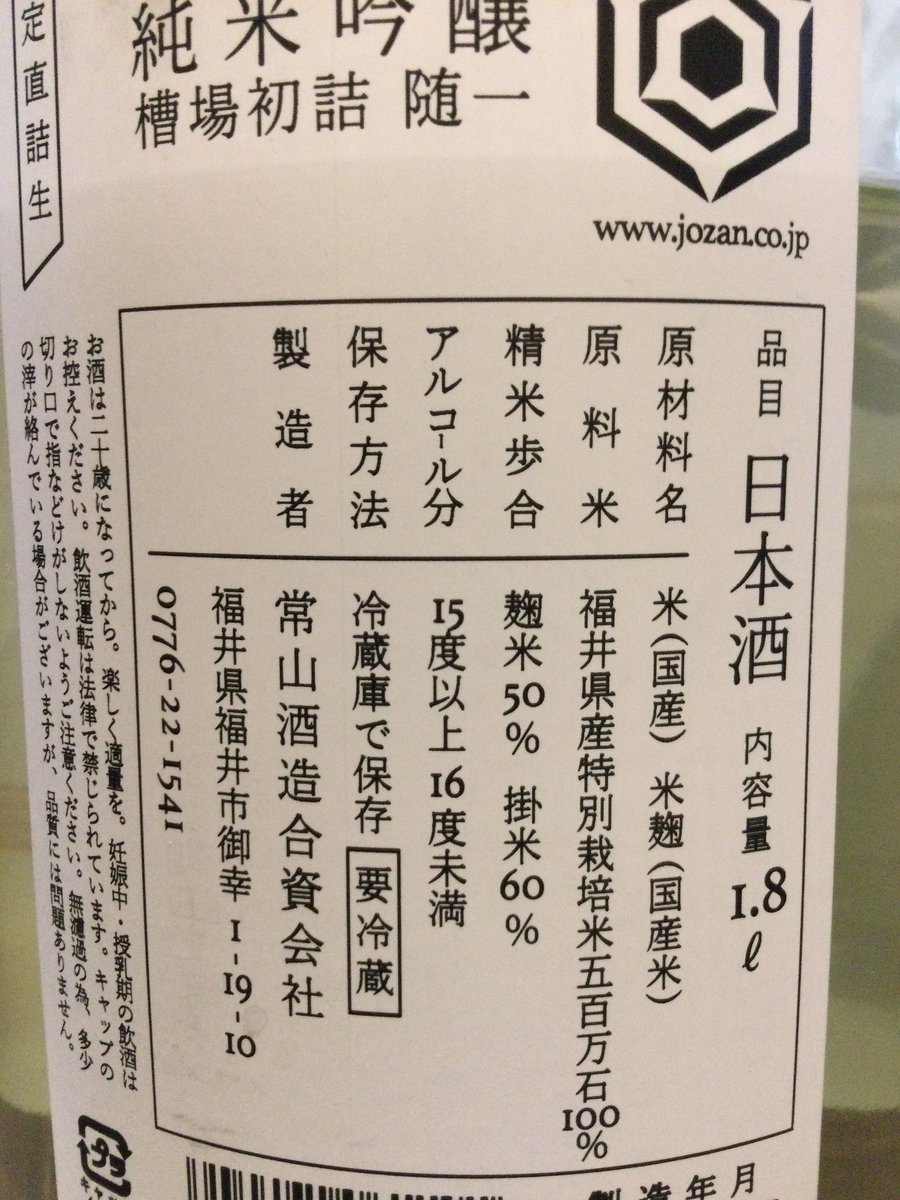 純米吟醸
槽場初詰 随一
定直詰生
www.jozan.co.jp
品目 日本酒 内容量 1.8ℓ
原材料名 米(国産) 米麹(国産米)
原料米 福井県産特別栽培米五百万石100%
精米歩合 麹米50% 掛米60%
アルコール分 15度以上16度未満
保存方法 冷蔵庫で保存 要冷蔵
製造者 常山酒造合資会社
福井県福井市御幸 1-19-10
0776-22-1541
お酒は二十歳になってから。楽しく適量を。妊娠中・授乳期の飲酒は
お控えください。飲酒運転は法律で禁じられています。キャップの
切り口で指などけがしないようご注意ください。無濾過の為、多少
の滓が絡んでいる場合がございますが、品質には問題ありません。
製造年月
プラ